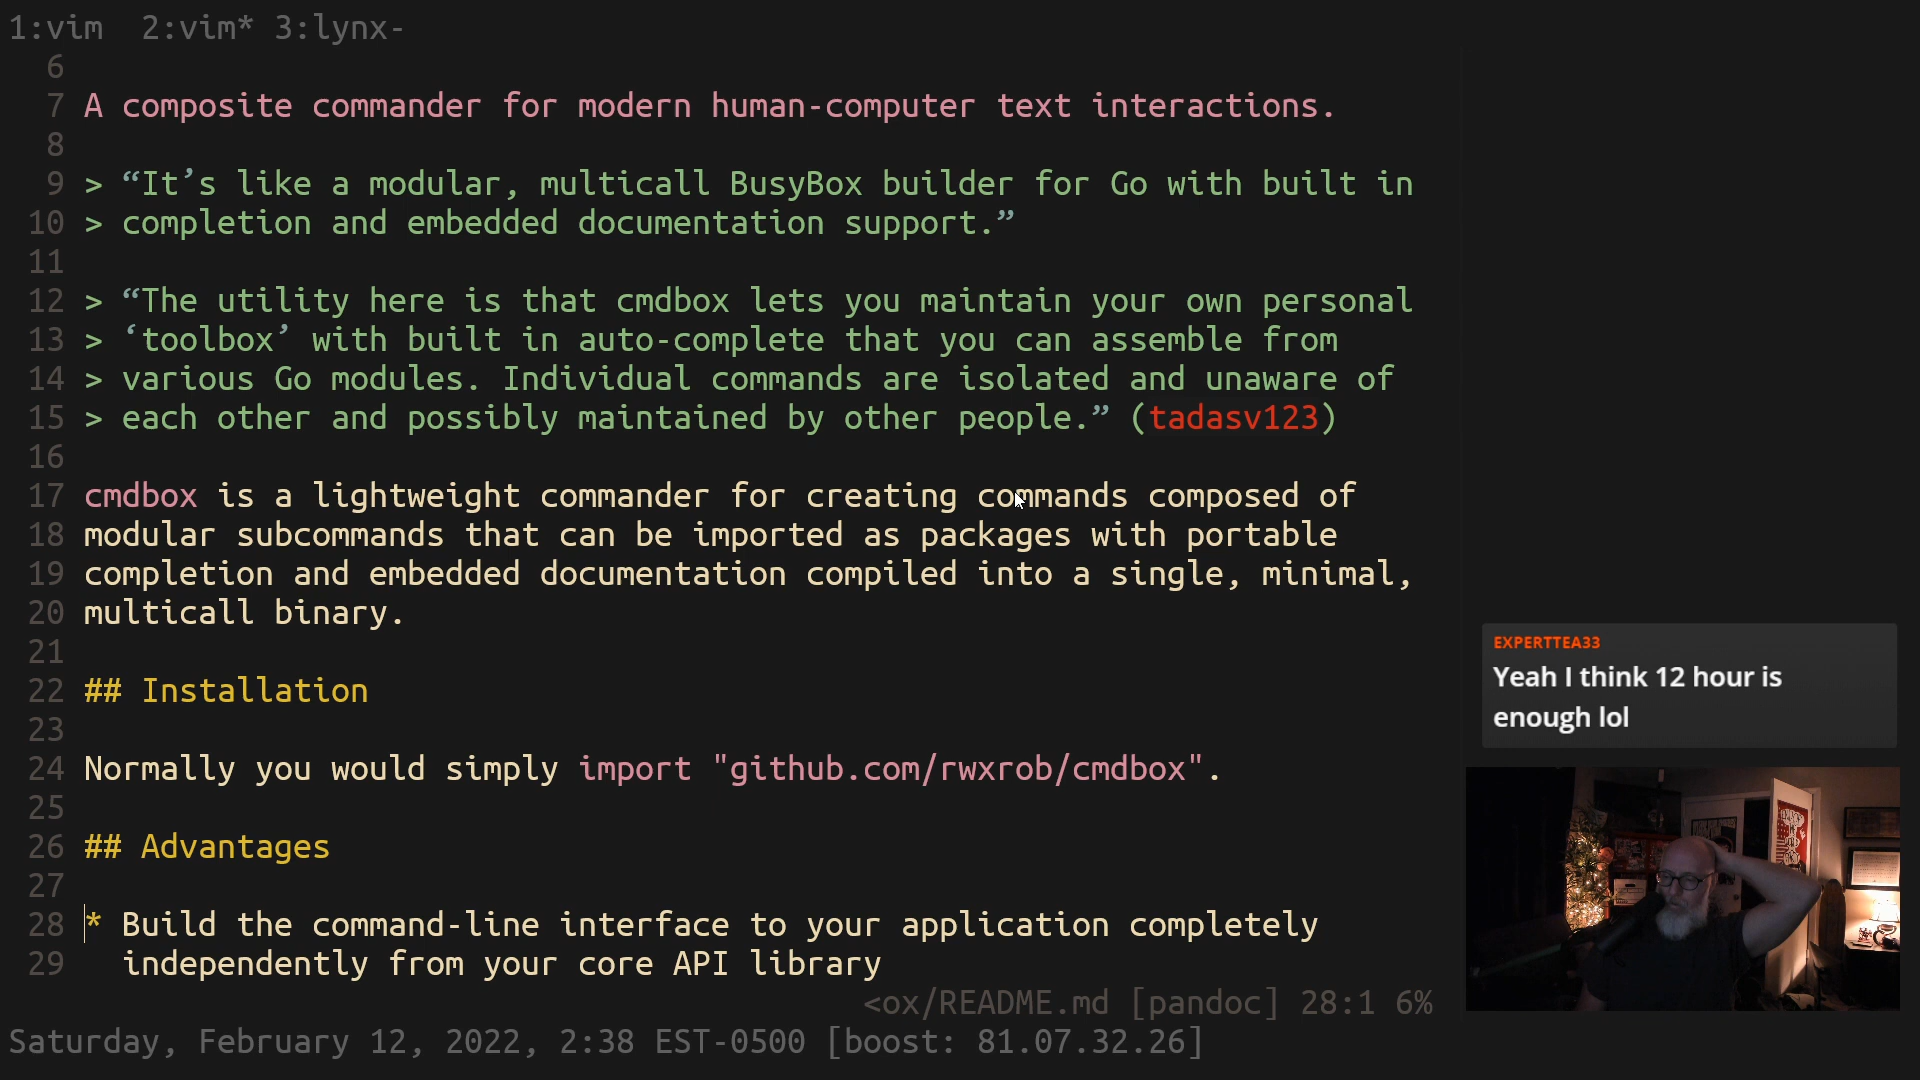 1:vim  2:vim* 3:lynx-
6
7 A composite commander for modern human-computer text interactions.
8
9 > “It’s like a modular, multicall BusyBox builder for Go with built in
10 > completion and embedded documentation support.”
11
12 > “The utility here is that cmdbox lets you maintain your own personal
13 > ‘toolbox’ with built in auto-complete that you can assemble from
14 > various Go modules. Individual commands are isolated and unaware of
15 > each other and possibly maintained by other people.” (tadasv123)
16
17 cmdbox is a lightweight commander for creating commands composed of
18 modular subcommands that can be imported as packages with portable
19 completion and embedded documentation compiled into a single, minimal,
20 multicall binary.
21
22 ## Installation
23
24 Normally you would simply import "github.com/rwxrob/cmdbox".
25
26 ## Advantages
27
28 * Build the command-line interface to your application completely
29   independently from your core API library
<ox/README.md [pandoc] 28:1 6%
Saturday, February 12, 2022, 2:38 EST-0500 [boost: 81.07.32.26]
EXPERTTEA33
Yeah I think 12 hour is
enough lol